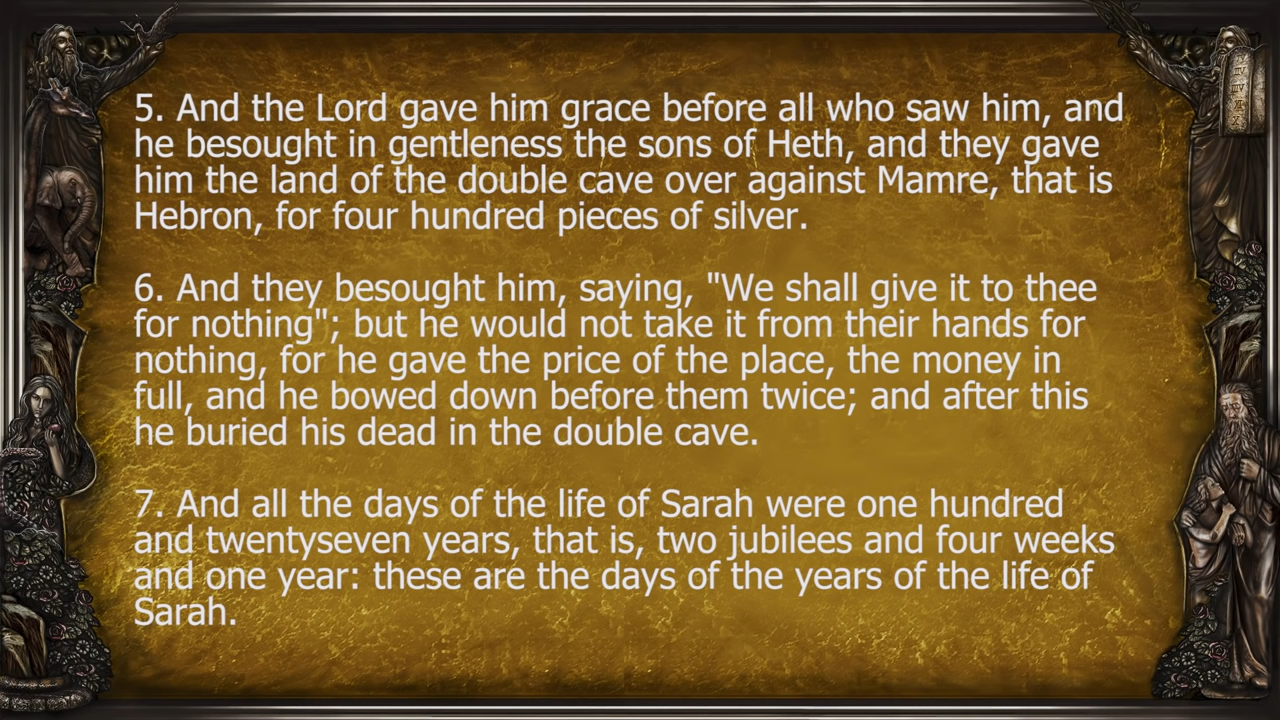 5. And the Lord gave him grace before all who saw him, and
he besought in gentleness the sons of Heth, and they gave
him the land of the double cave over against Mamre, that is
Hebron, for four hundred pieces of silver.
6. And they besought him, saying, "We shall give it to thee
for nothing"; but he would not take it from their hands for
nothing, for he gave the price of the place, the money in
full, and he bowed down before them twice; and after this
he buried his dead in the double cave.
7. And all the days of the life of Sarah were one hundred
and twentyseven years, that is, two jubilees and four weeks
and one year: these are the days of the years of the life of
Sarah.